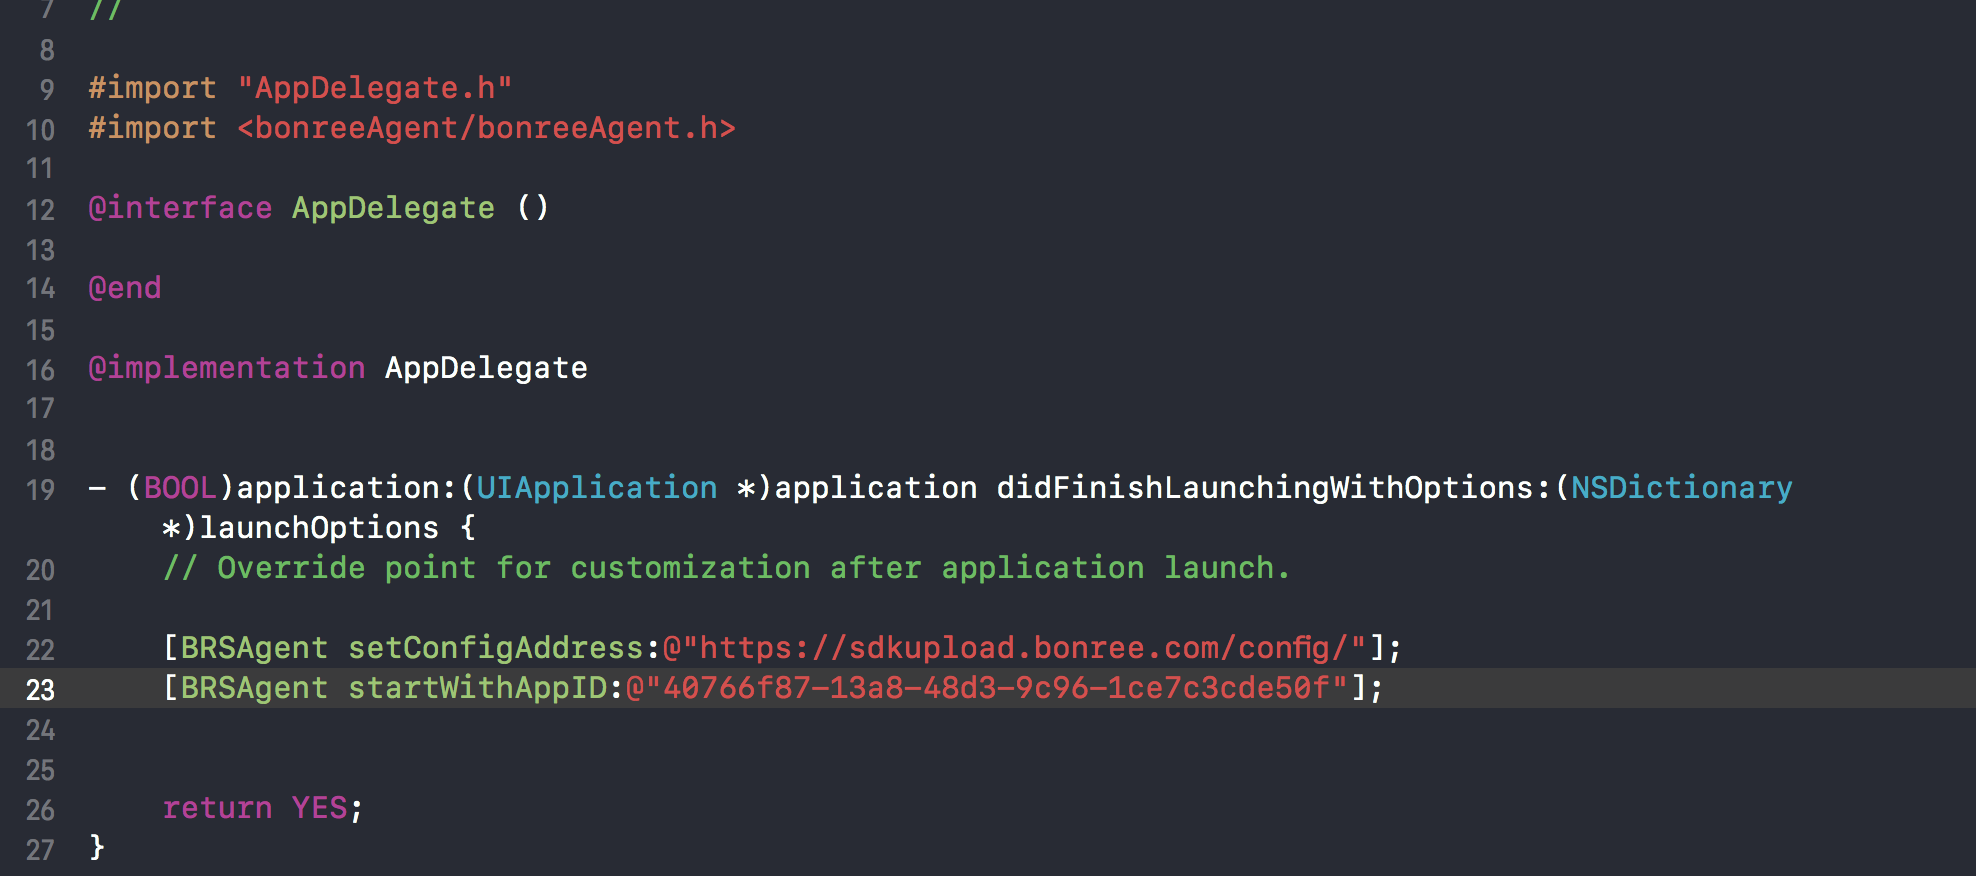 7 //
8
9 #import "AppDelegate.h"
10 #import <bonreeAgent/bonreeAgent.h>
11
12 @interface AppDelegate ()
13
14 @end
15
16 @implementation AppDelegate
17
18
19 - (BOOL)application:(UIApplication *)application didFinishLaunchingWithOptions:(NSDictionary
*)launchOptions {
20 // Override point for customization after application launch.
21
22 [BRSAgent setConfigAddress:@"https://sdkupload.bonree.com/config/"];
23 [BRSAgent startWithAppID:@"40766f87-13a8-48d3-9c96-1ce7c3cde50f"];
24
25
26 return YES;
27 }